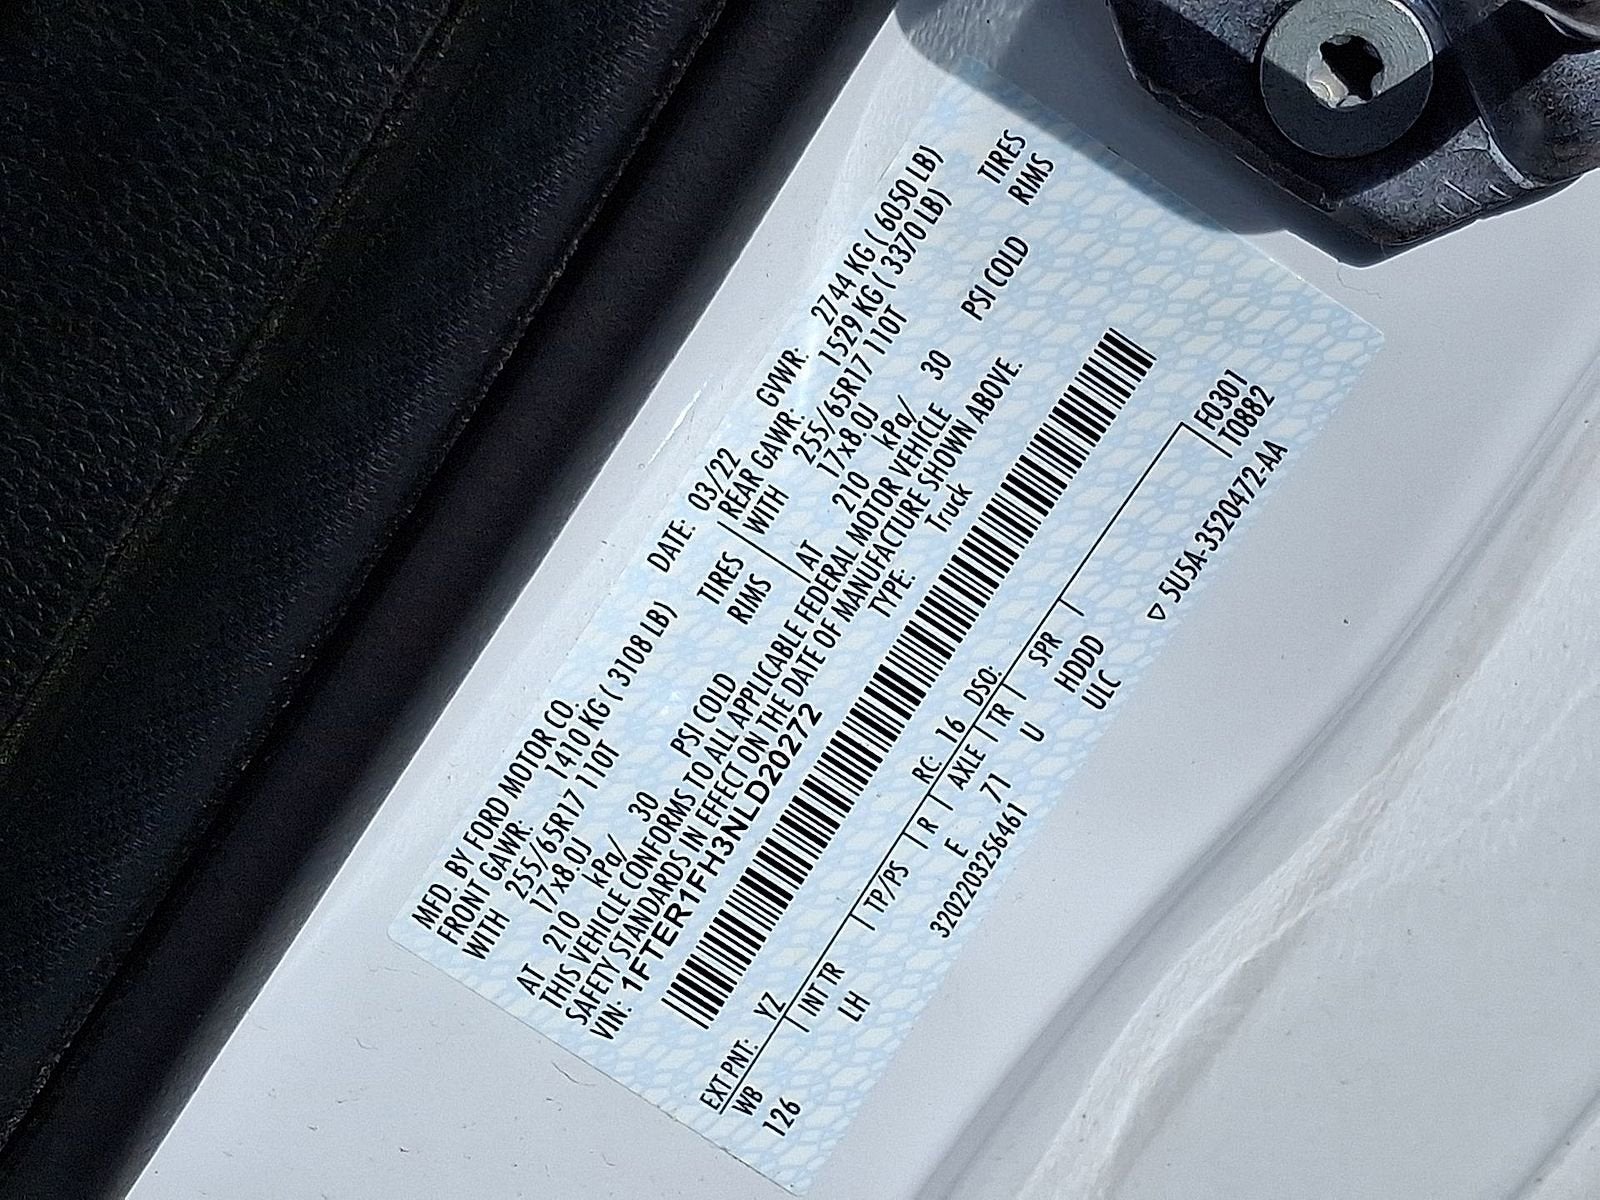 MFD. BY FORD MOTOR CO
DATE: 03/22 GVWR: 2744 KG ( 6050 LB)
FRONT GAWR: 1410 KG ( 3108 LB) REAR GAWR: 1529 KG ( 3370 LB)
WITH 255/65R17 110T TIRES WITH 255/65R17 110T TIRES
17x8.0J RIMS 17x8.0J RIMS
AT 210 kPa/ 30 PSI COLD AT 210 kPa/ 30 PSI COLD
THIS VEHICLE CONFORMS TO ALL APPLICABLE FEDERAL MOTOR VEHICLE
SAFETY STANDARDS IN EFFECT ON THE DATE OF MANUFACTURE SHOWN ABOVE.
VIN: 1FTER1FH3NLD20272 TYPE: Truck
EXT PNT: YZ RC: 16 DSO: F0301
WB INT TR TP/PS R AXLE TR SPR T0882
126 LH E 71 U HDDD
3202203256461 ULC
▽ 5U5A-3520472-AA